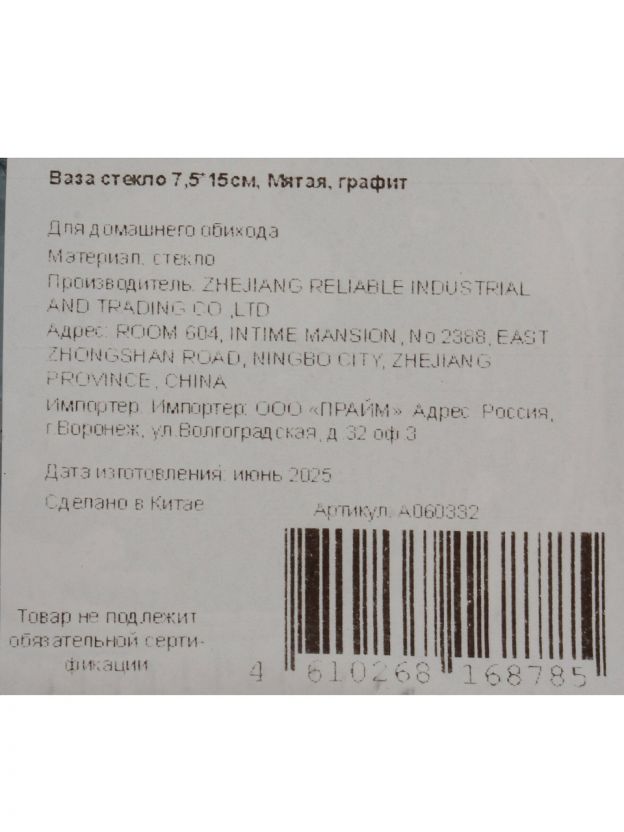 Ваза стекло 7,5*15см, Мятая, графит
Для домашнего обихода
Материал: стекло
Производитель: ZHEJIANG RELIABLE INDUSTRIAL
AND TRADING CO.,LTD
Адрес: ROOM 604, INTIME MANSION, No 2388, EAST
ZHONGSHAN ROAD, NINGBO CITY, ZHEJIANG
PROVINCE, CHINA
Импортер: Импортер: ООО «ПРАЙМ». Адрес: Россия,
г.Воронеж, ул.Волгоградская, д.32 оф.3
Дата изготовления: июнь 2025
Сделано в Китае
Артикул: A060332
Товар не подлежит
обязательной серти-
фикации
4 610268 168785